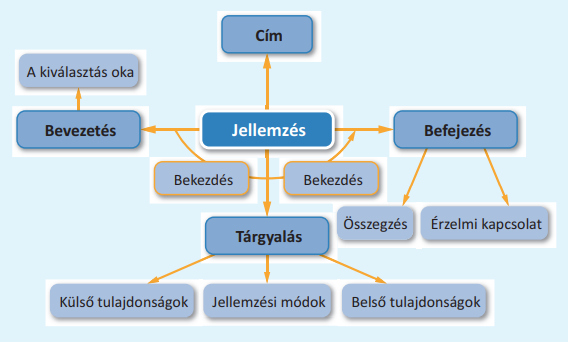 Cím
A kiválasztás oka
Bevezetés
Jellemzés
Befejezés
Bekezdés
Bekezdés
Összegzés
Érzelmi kapcsolat
Tárgyalás
Külső tulajdonságok
Jellemzési módok
Belső tulajdonságok